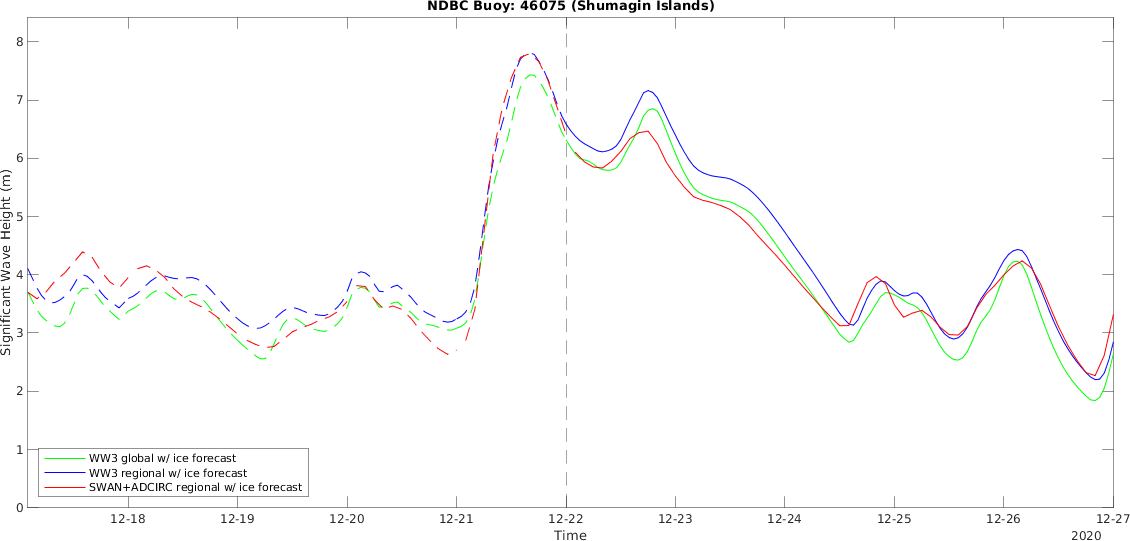 NDBC Buoy: 46075 (Shumagin Islands)
Significant Wave Height (m)
8
7
6
5
4
3
2
1
0
WW3 global w/ ice forecast
WW3 regional w/ ice forecast
SWAN+ADCIRC regional w/ ice forecast
12-18 12-19 12-20 12-21 12-22 12-23 12-24 12-25 12-26 12-27
Time
2020